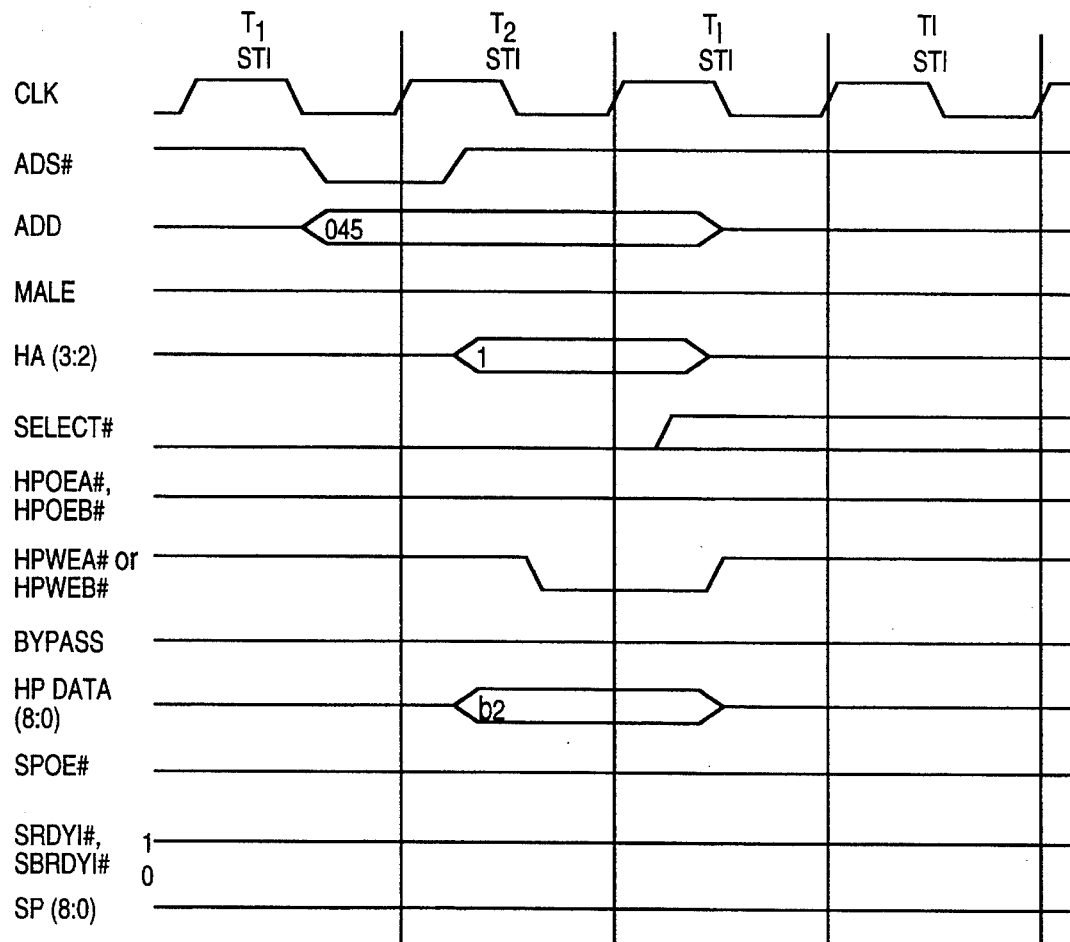 T1 T2 TI TI
STI STI STI STI
CLK
ADS#
ADD 045
MALE
HA (3:2) 1
SELECT#
HPOEA#,
HPOEB#
HPWEA# or
HPWEB#
BYPASS
HP DATA
(8:0) b2
SPOE#
SRDYI#, 1
SBRDYI# 0
SP (8:0)